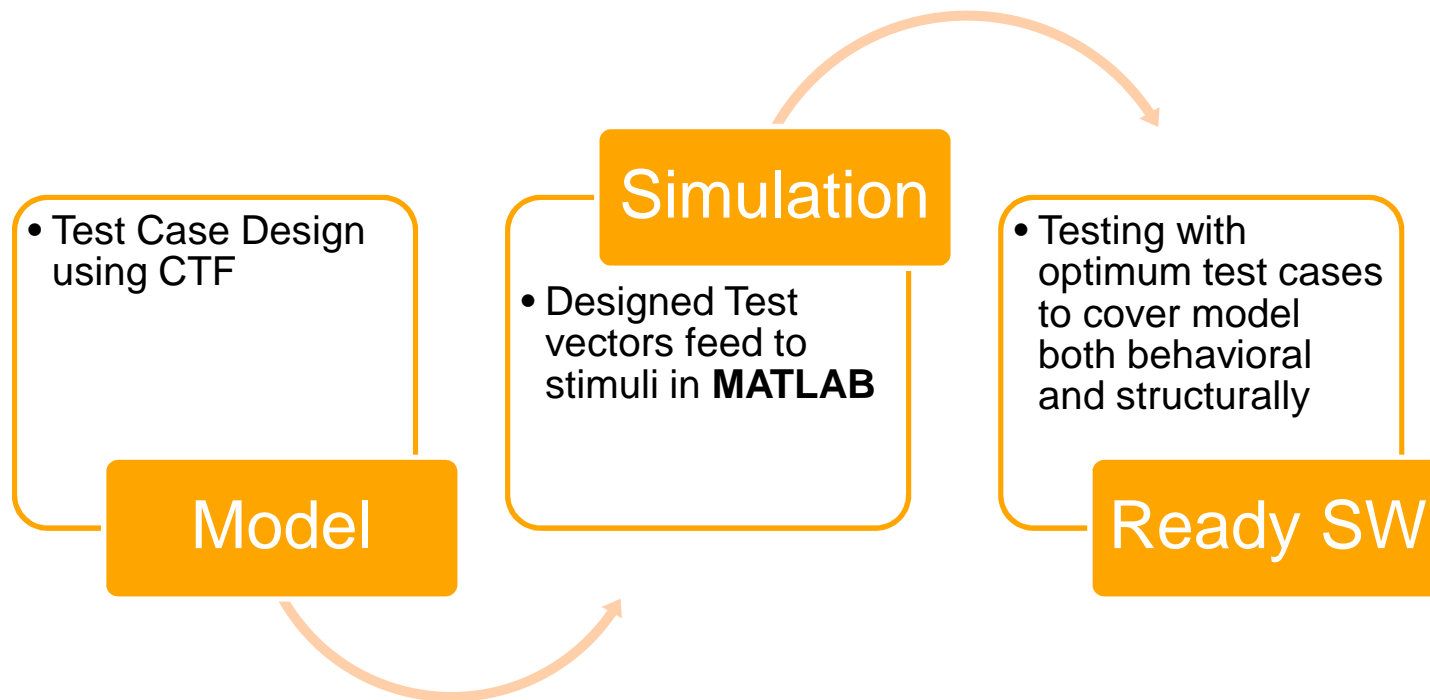 • Test Case Design
using CTF
Model
Simulation
• Designed Test
vectors feed to
stimuli in MATLAB
• Testing with
optimum test cases
to cover model
both behavioral
and structurally
Ready SW